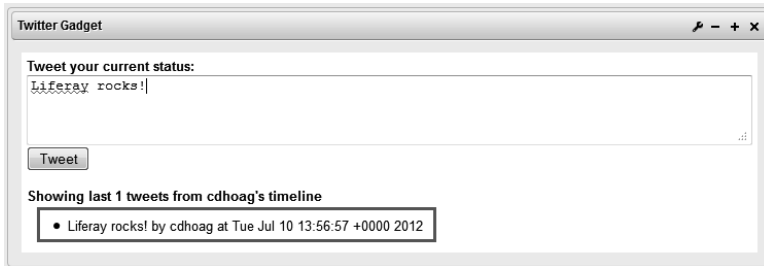 Twitter Gadget
Tweet your current status:
Liferay rocks!
Tweet
Showing last 1 tweets from cdhoag's timeline
Liferay rocks! by cdhoag at Tue Jul 10 13:56:57 +0000 2012